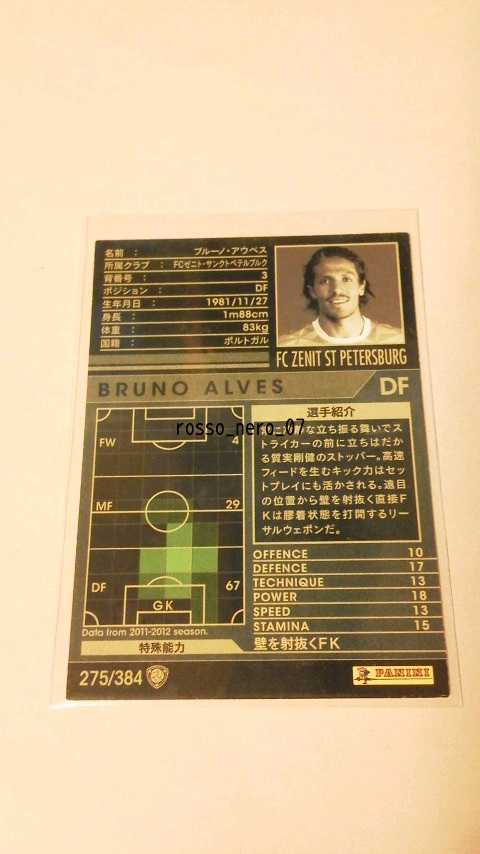 名前 : ブルーノ・アウベス
所属クラブ : FCゼニト・サンクトペテルブルク
背番号 : 3
ポジション : DF
生年月日 : 1981/11/27
身長 : 1m88cm
体重 : 83kg
国籍 : ポルトガル
FC ZENIT ST PETERSBURG
BRUNO ALVES DF
選手紹介
rosso_nero_07
な立ち振る舞いでス
トライカーの前に立ちはだか
る質実剛健のストッパー。高速
フィードを生むキック力はセッ
トプレイにも活かされる。遠目
の位置から壁を射抜く直接F
Kは膠着状態を打開するリー
サルウェポンだ。
FW 4
MF 29
DF 67
GK
Data from 2011-2012 season.
OFFENCE 10
DEFENCE 17
TECHNIQUE 13
POWER 18
SPEED 13
STAMINA 15
特殊能力 壁を射抜くFK
275/384
PANINI